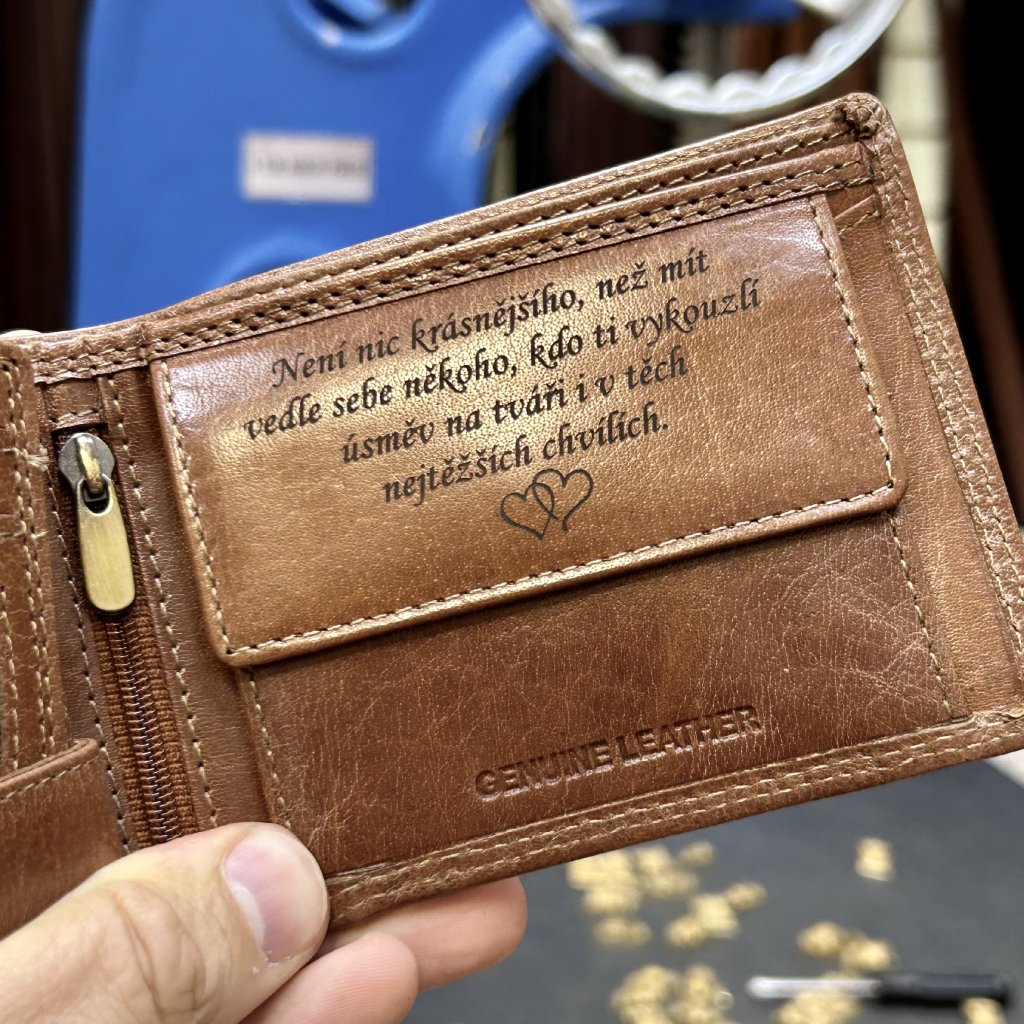 Není nic krásnějšího, než mít
vedle sebe někoho, kdo ti vykouzlí
úsměv na tváři i v těch
nejtěžších chvílích.
GENUINE LEATHER